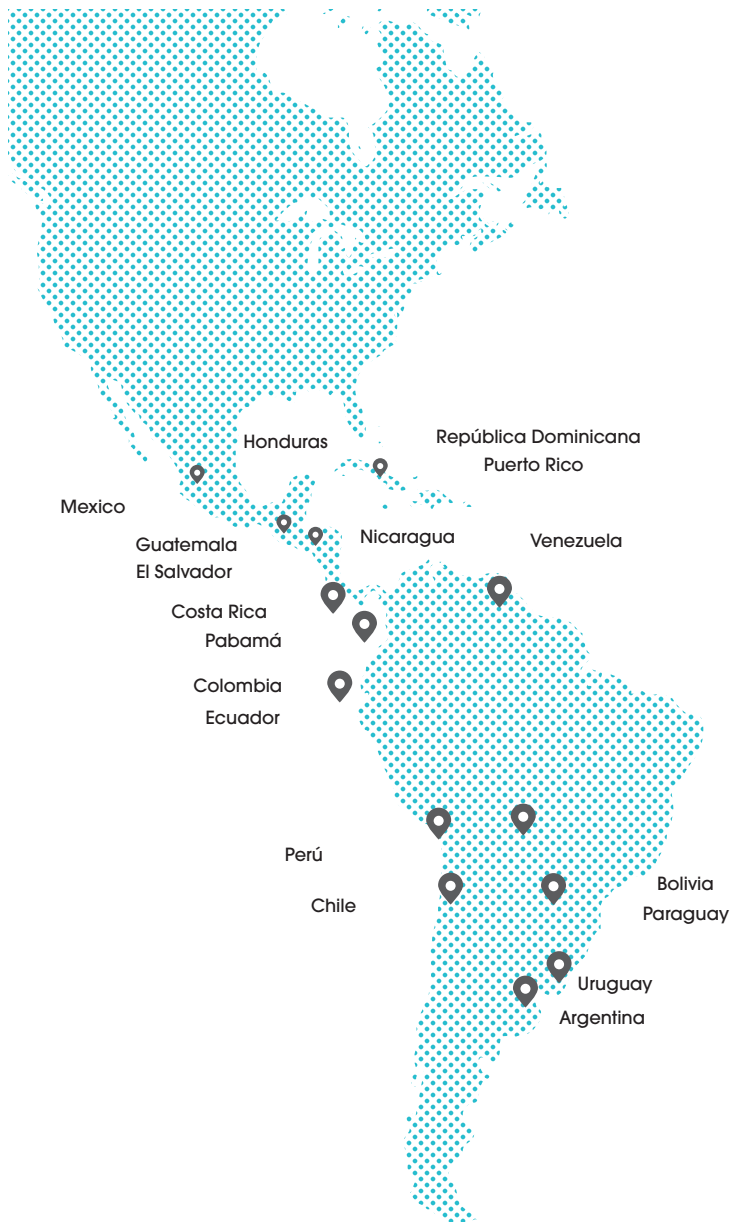 Honduras
República Dominicana
Puerto Rico
Mexico
Guatemala
El Salvador
Nicaragua
Venezuela
Costa Rica
Pabamá
Colombia
Ecuador
Perú
Chile
Bolivia
Paraguay
Uruguay
Argentina